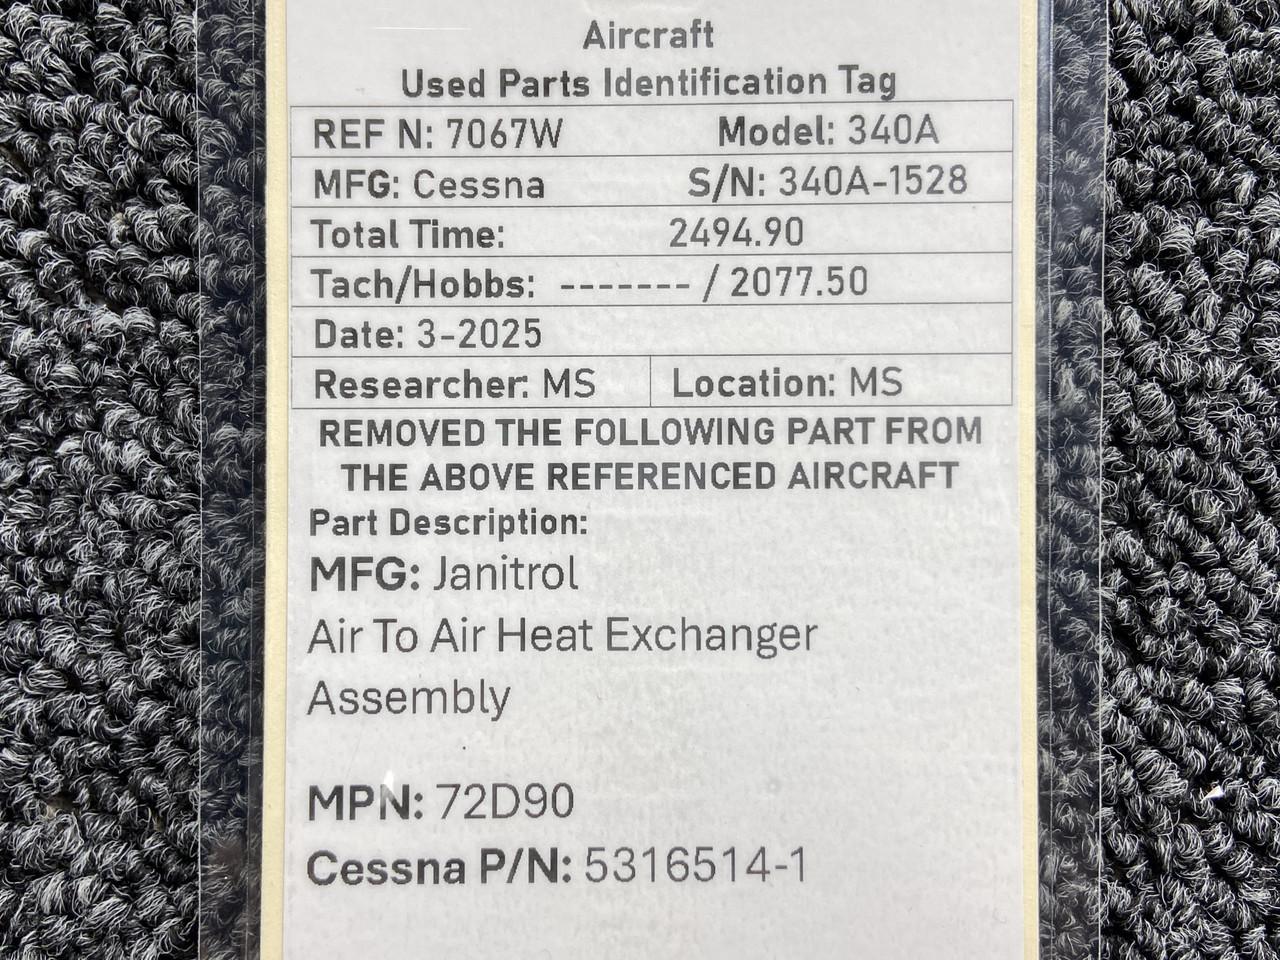 Aircraft
Used Parts Identification Tag
REF N: 7067W Model: 340A
MFG: Cessna S/N: 340A-1528
Total Time: 2494.90
Tach/Hobbs: ------- / 2077.50
Date: 3-2025
Researcher: MS Location: MS
REMOVED THE FOLLOWING PART FROM
THE ABOVE REFERENCED AIRCRAFT
Part Description:
MFG: Janitrol
Air To Air Heat Exchanger
Assembly
MPN: 72D90
Cessna P/N: 5316514-1